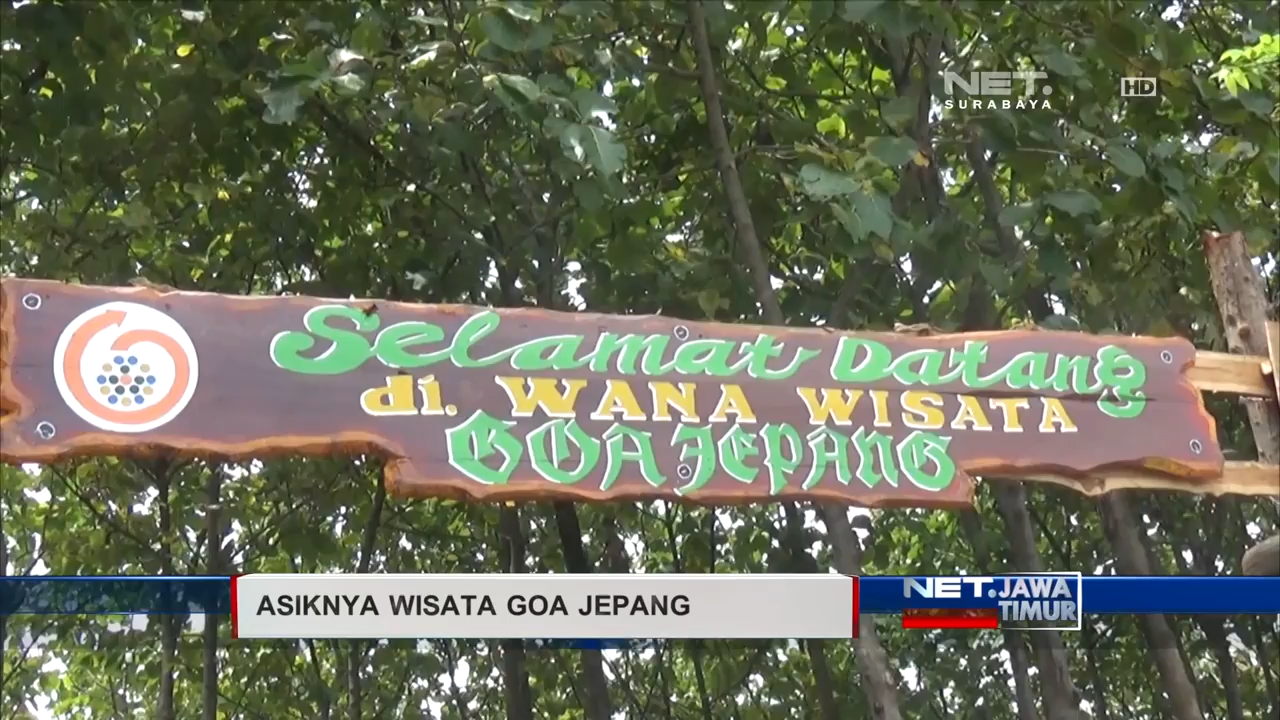 NET.
SURABAYA
HD
Selamat Datang
di. WANA WISATA
GOA JEPANG
ASIKNYA WISATA GOA JEPANG
NET. JAWA
TIMUR